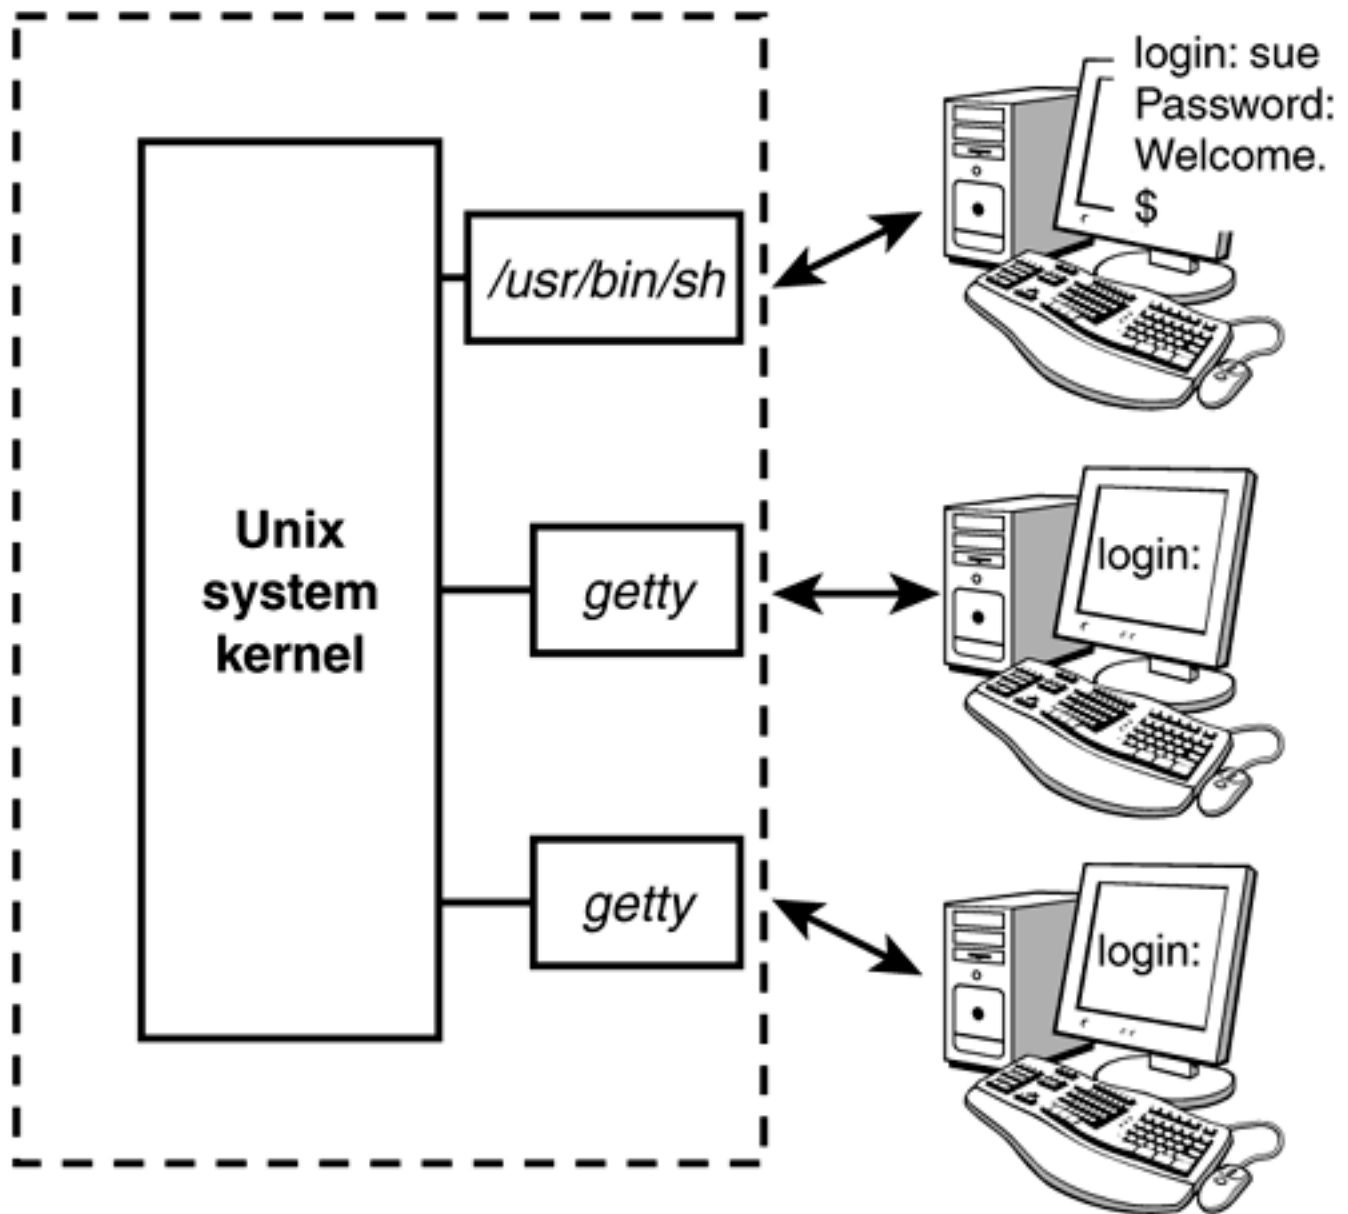 login: sue
Password:
Welcome.
$
/usr/bin/sh
Unix
system
kernel
getty
login:
getty
login: